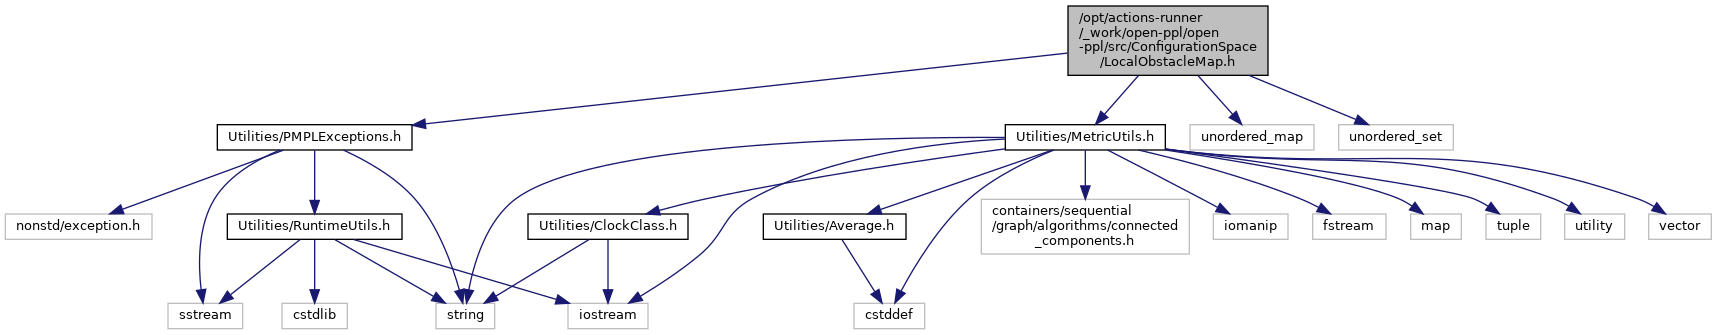 /opt/actions-runner
/_work/open-ppl/open
-ppl/src/ConfigurationSpace
/LocalObstacleMap.h
Utilities/PMPLExceptions.h
Utilities/MetricUtils.h
unordered_map
unordered_set
nonstd/exception.h
Utilities/RuntimeUtils.h
Utilities/ClockClass.h
Utilities/Average.h
containers/sequential
/graph/algorithms/connected
_components.h
iomanip
fstream
map
tuple
utility
vector
sstream
cstdlib
string
iostream
cstddef